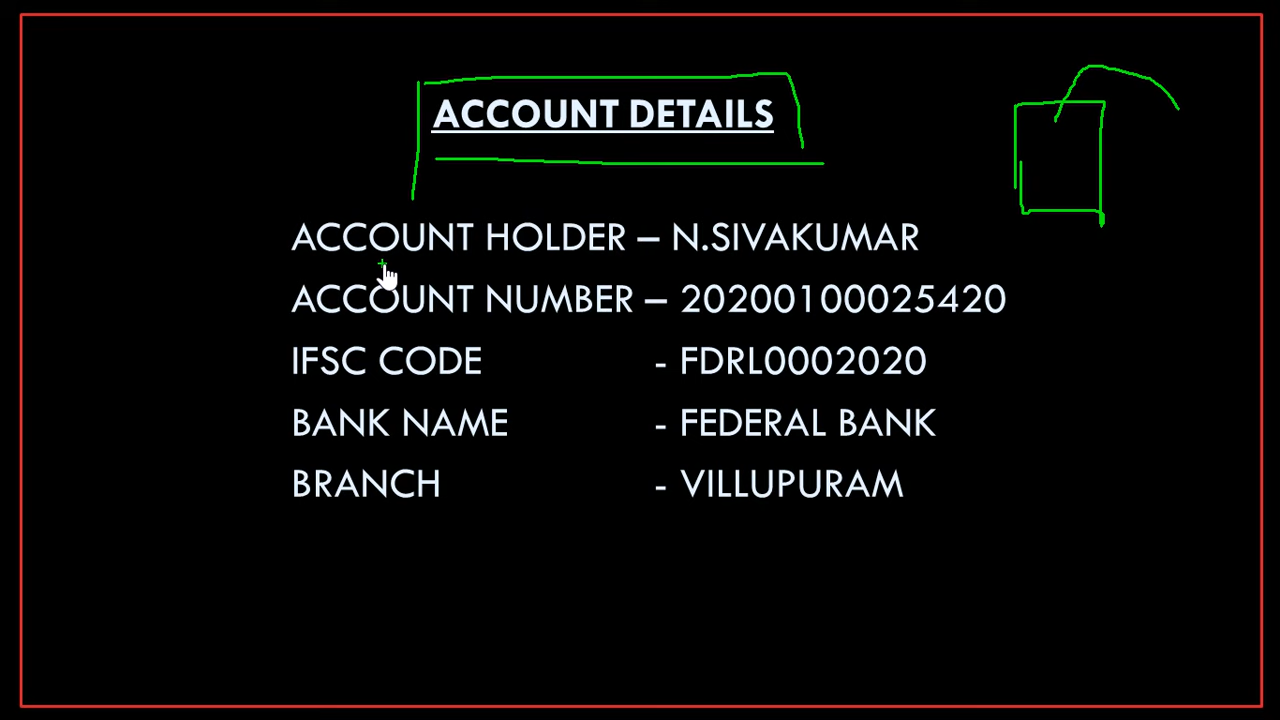 ACCOUNT DETAILS
ACCOUNT HOLDER – N.SIVAKUMAR
ACCOUNT NUMBER – 20200100025420
IFSC CODE - FDRL0002020
BANK NAME - FEDERAL BANK
BRANCH - VILLUPURAM